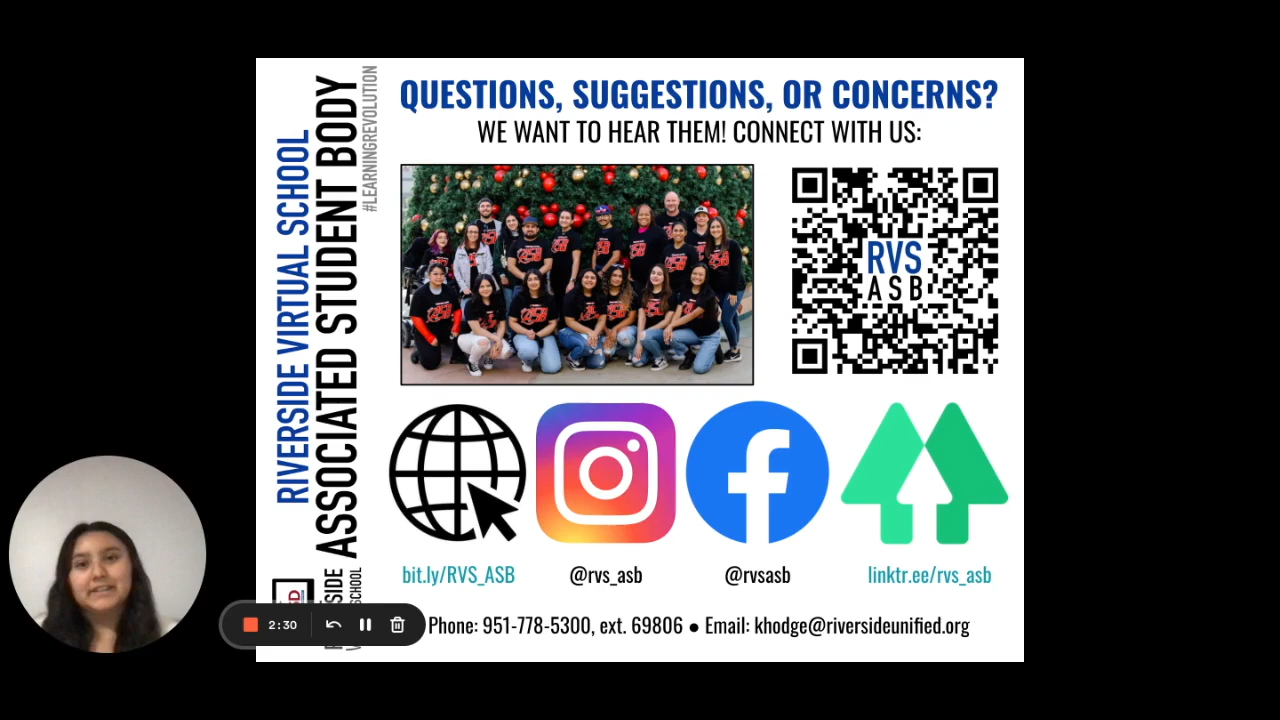 RIVERSIDE VIRTUAL SCHOOL
ASSOCIATED STUDENT BODY
#LEARNINGREVOLUTION
QUESTIONS, SUGGESTIONS, OR CONCERNS?
WE WANT TO HEAR THEM! CONNECT WITH US:
RVS
ASB
bit.ly/RVS_ASB
@rvs_asb
@rvsasb
linktr.ee/rvs_asb
Phone: 951-778-5300, ext. 69806 ● Email: khodge@riversideunified.org
2:30